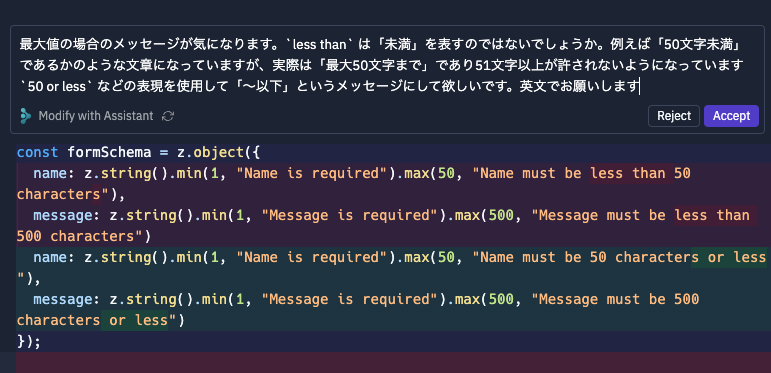 最大値の場合のメッセージが気になります。`less than` は「未満」を表すのではないでしょうか。例えば「50文字未満」
であるかのような文章になっていますが、実際は「最大50文字まで」であり51文字以上が許されないようになっています
`50 or less` などの表現を使用して「〜以下」というメッセージにして欲しいです。英文でお願いします
Modify with Assistant
Reject
Accept
const formSchema = z.object({
name: z.string().min(1, "Name is required").max(50, "Name must be less than 50
characters"),
message: z.string().min(1, "Message is required").max(500, "Message must be less than
500 characters")
name: z.string().min(1, "Name is required").max(50, "Name must be 50 characters or less
"),
message: z.string().min(1, "Message is required").max(500, "Message must be 500
characters or less")
});